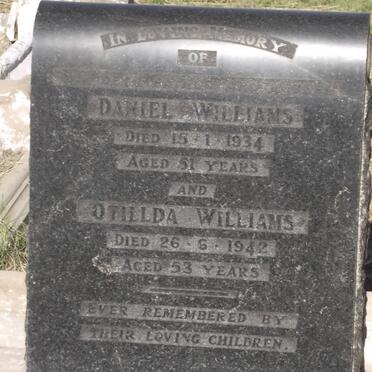 IN LOVING MEMORY
OF
DANIEL WILLIAMS
DIED 15-1-1934
AGED 51 YEARS
AND
OTILLDA WILLIAMS
DIED 26-6-1942
AGED 53 YEARS
EVER REMEMBERED BY
THEIR LOVING CHILDREN.